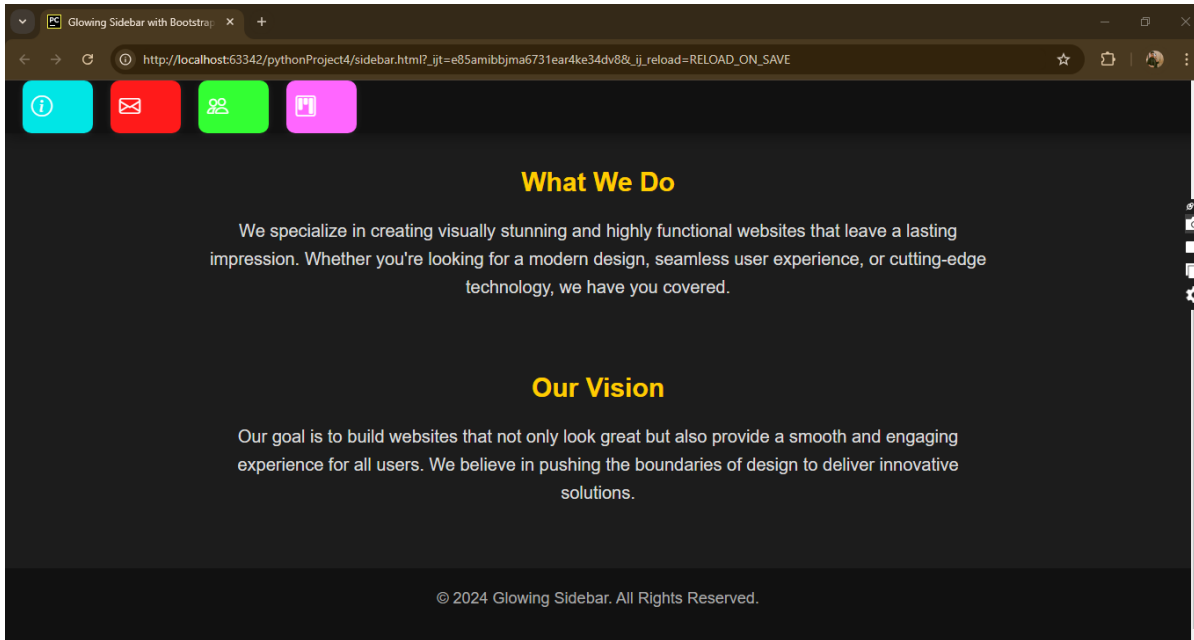 PC Glowing Sidebar with Bootstrap
http://localhost:63342/pythonProject4/sidebar.html?_ijt=e85amibbjma6731ear4ke34dv8&_ij_reload=RELOAD_ON_SAVE
What We Do
We specialize in creating visually stunning and highly functional websites that leave a lasting
impression. Whether you're looking for a modern design, seamless user experience, or cutting-edge
technology, we have you covered.
Our Vision
Our goal is to build websites that not only look great but also provide a smooth and engaging
experience for all users. We believe in pushing the boundaries of design to deliver innovative
solutions.
© 2024 Glowing Sidebar. All Rights Reserved.